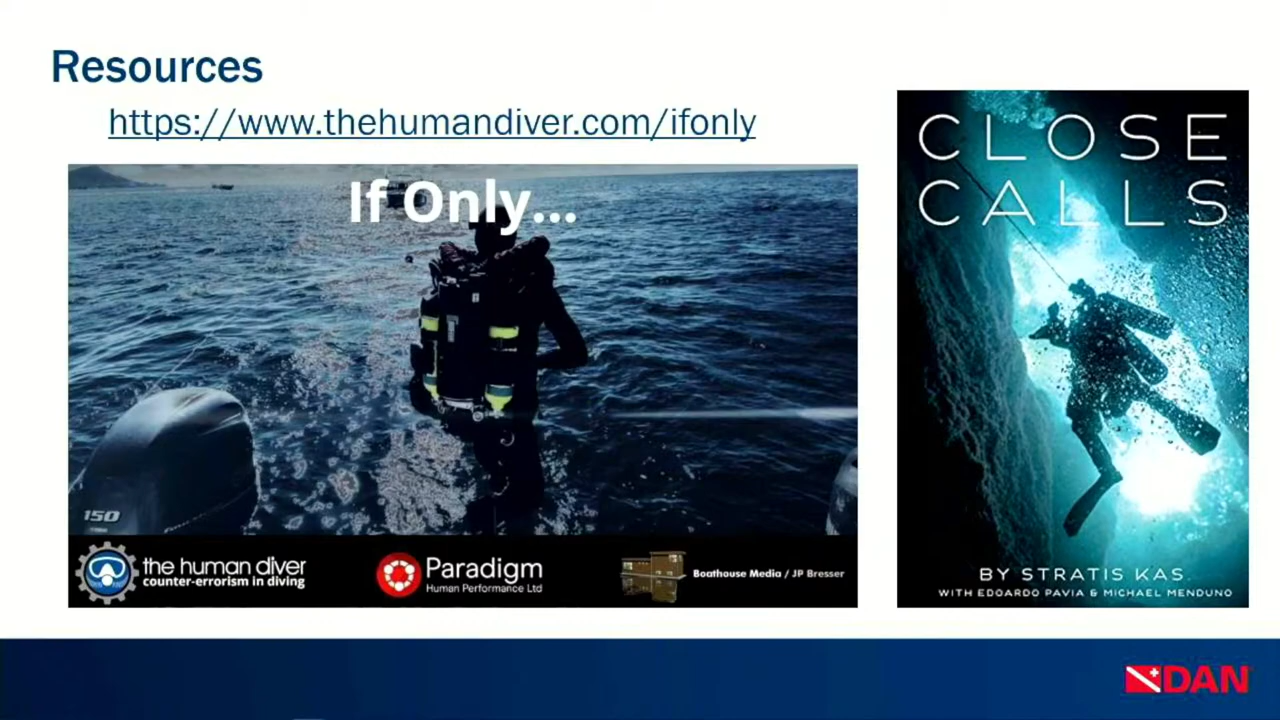 Resources
https://www.thehumandiver.com/ifonly
If Only...
150
the human diver
counter-errorism in diving
Paradigm
Human Performance Ltd
Boathouse Media / JP Bresser
CLOSE
CALLS
BY STRATIS KAS
WITH EDOARDO PAVIA & MICHAEL MENDUNO
DAN